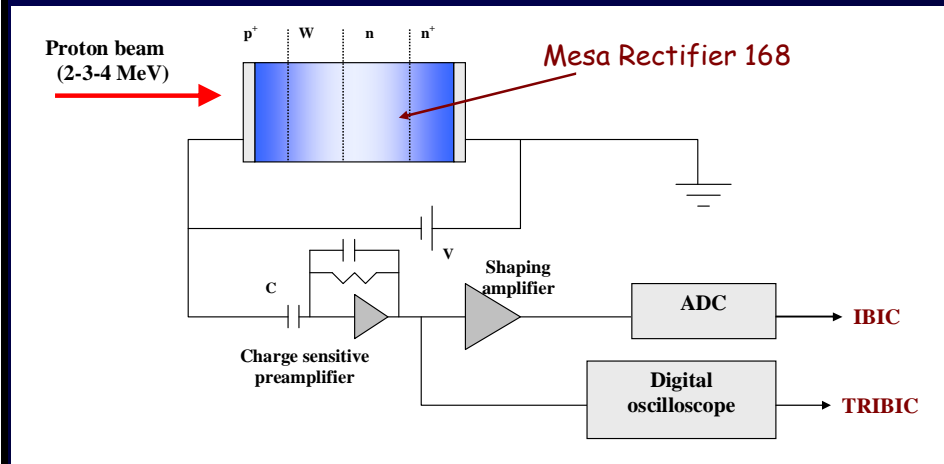 p+ W n n+
Proton beam
(2-3-4 MeV)
Mesa Rectifier 168
V
C
Shaping
amplifier
ADC
IBIC
Charge sensitive
preamplifier
Digital
oscilloscope
TRIBIC